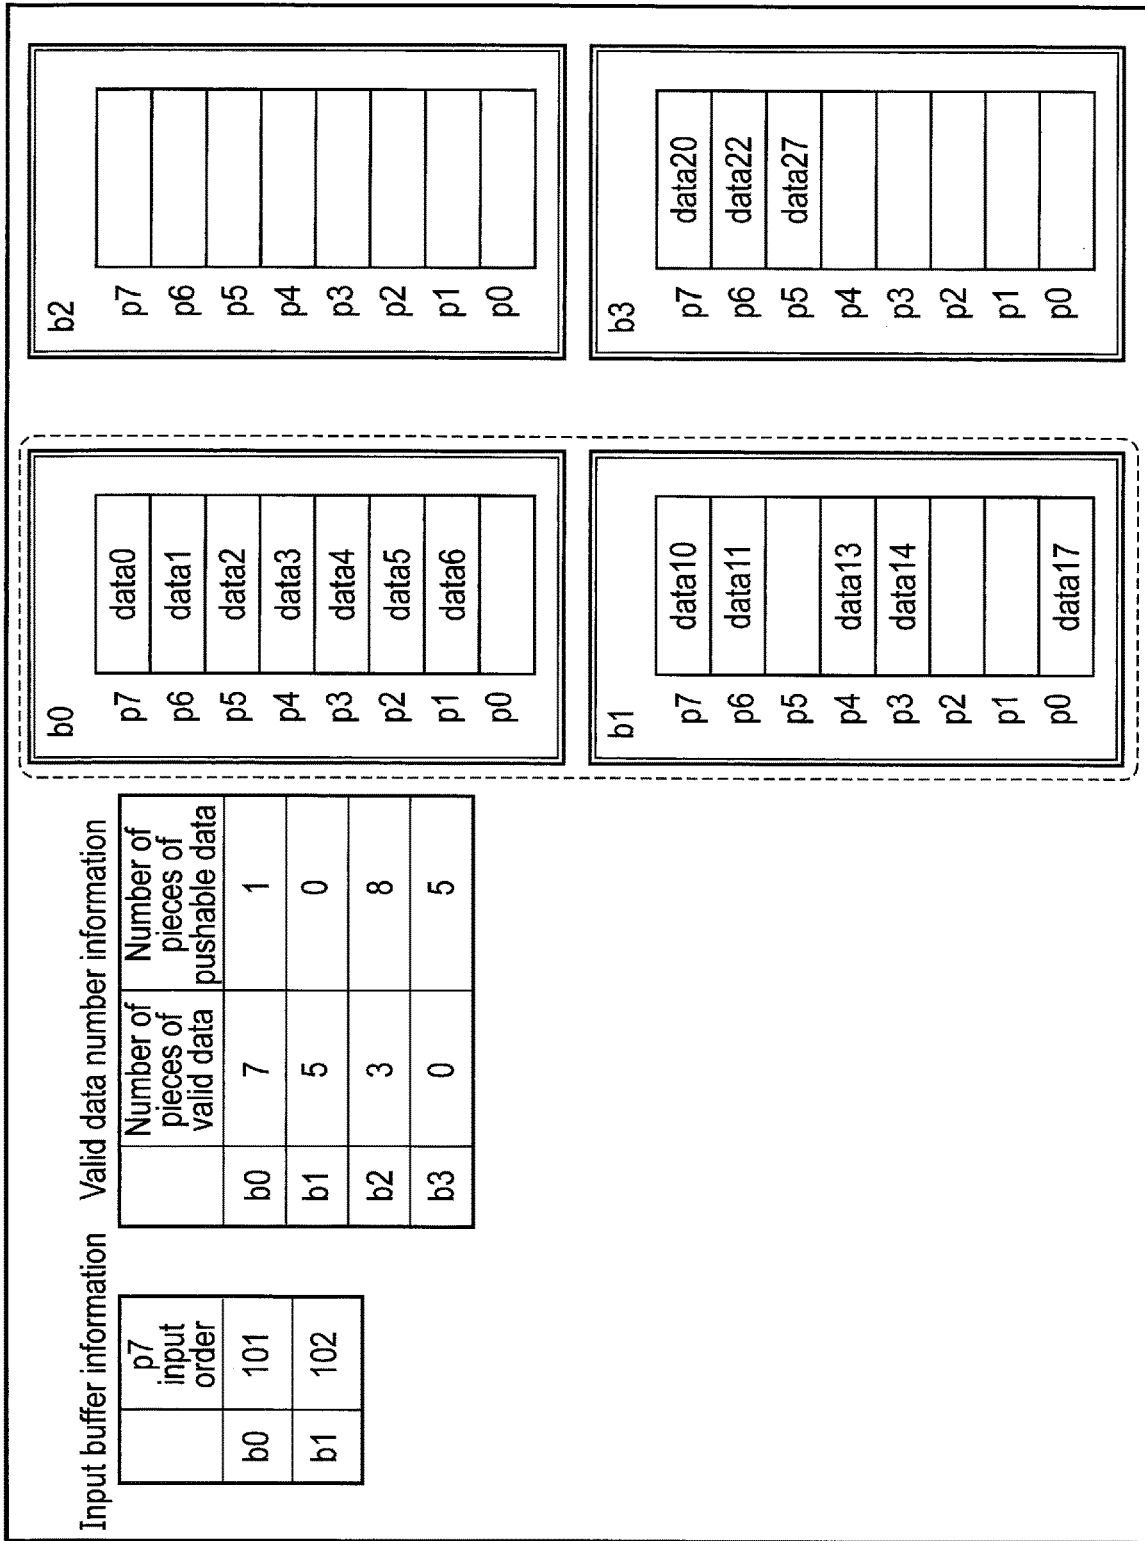 Input buffer information
p7
input
order
b0 101
b1 102
Valid data number information
Number of
pieces of
valid data
Number of
pieces of
pushable data
b0 7 1
b1 5 0
b2 3 8
b3 0 5
b0
p7 data0
p6 data1
p5 data2
p4 data3
p3 data4
p2 data5
p1 data6
p0
b1
p7 data10
p6 data11
p5
p4 data13
p3 data14
p2
p1
p0 data17
b2
p7
p6
p5
p4
p3
p2
p1
p0
b3
p7 data20
p6 data22
p5 data27
p4
p3
p2
p1
p0